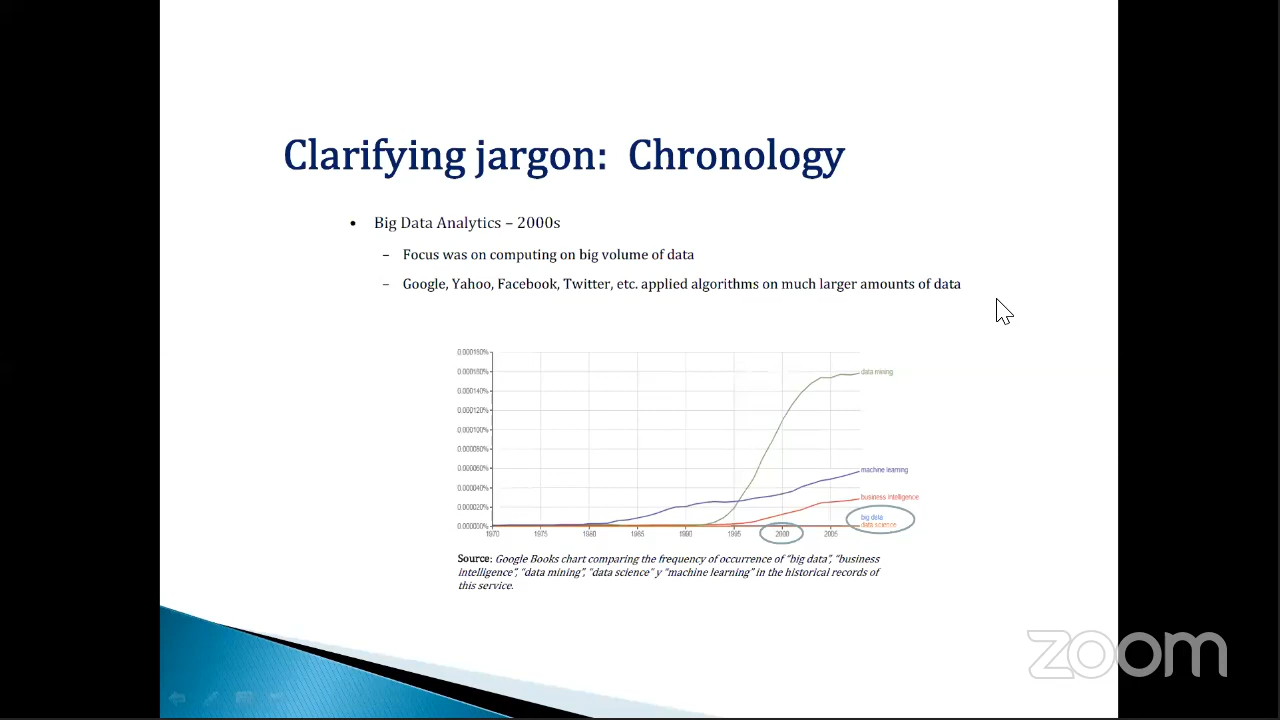 Clarifying jargon:  Chronology
• Big Data Analytics – 2000s
– Focus was on computing on big volume of data
– Google, Yahoo, Facebook, Twitter, etc. applied algorithms on much larger amounts of data
0.000180%
0.000160%
data mining
0.000140%
0.000120%
0.000100%
0.000080%
0.000060%
machine learning
0.000040%
business intelligence
0.000020%
big data
0.000000%
data science
1970 1975 1980 1985 1990 1995 2000 2005
Source: Google Books chart comparing the frequency of occurrence of "big data", "business
intelligence", "data mining", "data science" y "machine learning" in the historical records of
this service.
zoom